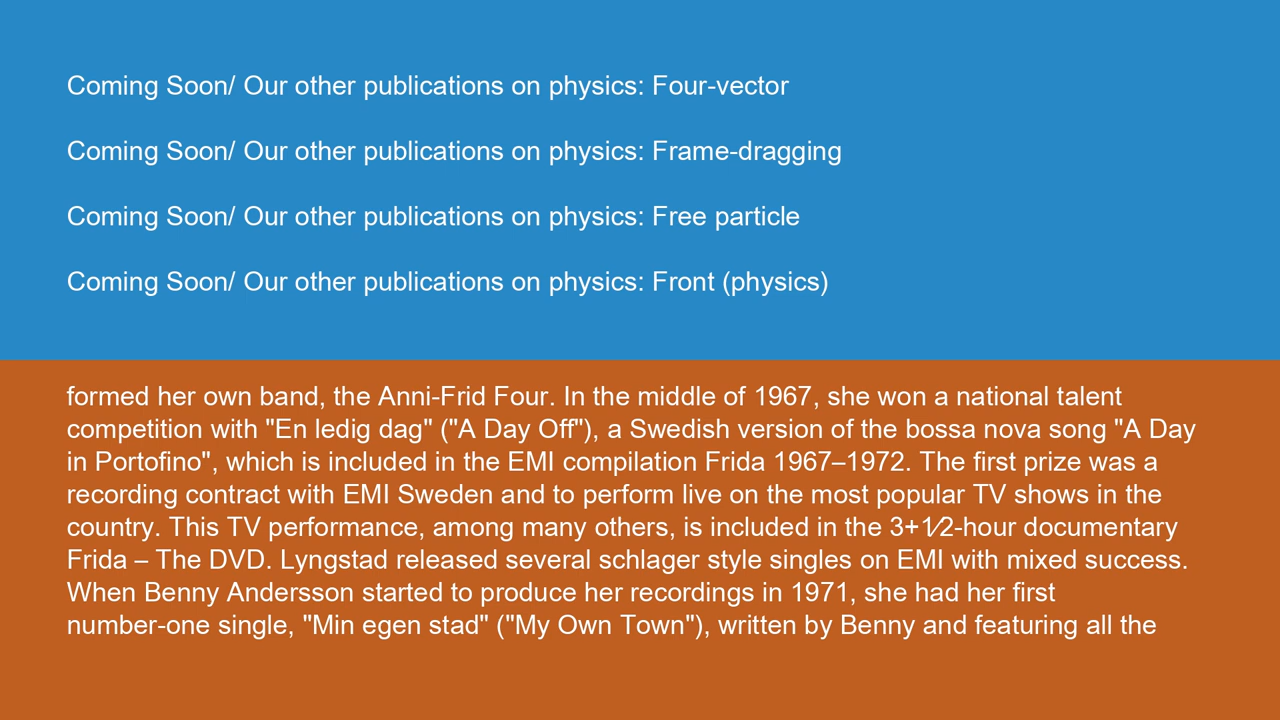 Coming Soon/ Our other publications on physics: Four-vector
Coming Soon/ Our other publications on physics: Frame-dragging
Coming Soon/ Our other publications on physics: Free particle
Coming Soon/ Our other publications on physics: Front (physics)
formed her own band, the Anni-Frid Four. In the middle of 1967, she won a national talent
competition with "En ledig dag" ("A Day Off"), a Swedish version of the bossa nova song "A Day
in Portofino", which is included in the EMI compilation Frida 1967–1972. The first prize was a
recording contract with EMI Sweden and to perform live on the most popular TV shows in the
country. This TV performance, among many others, is included in the 3+1⁄2-hour documentary
Frida – The DVD. Lyngstad released several schlager style singles on EMI with mixed success.
When Benny Andersson started to produce her recordings in 1971, she had her first
number-one single, "Min egen stad" ("My Own Town"), written by Benny and featuring all the